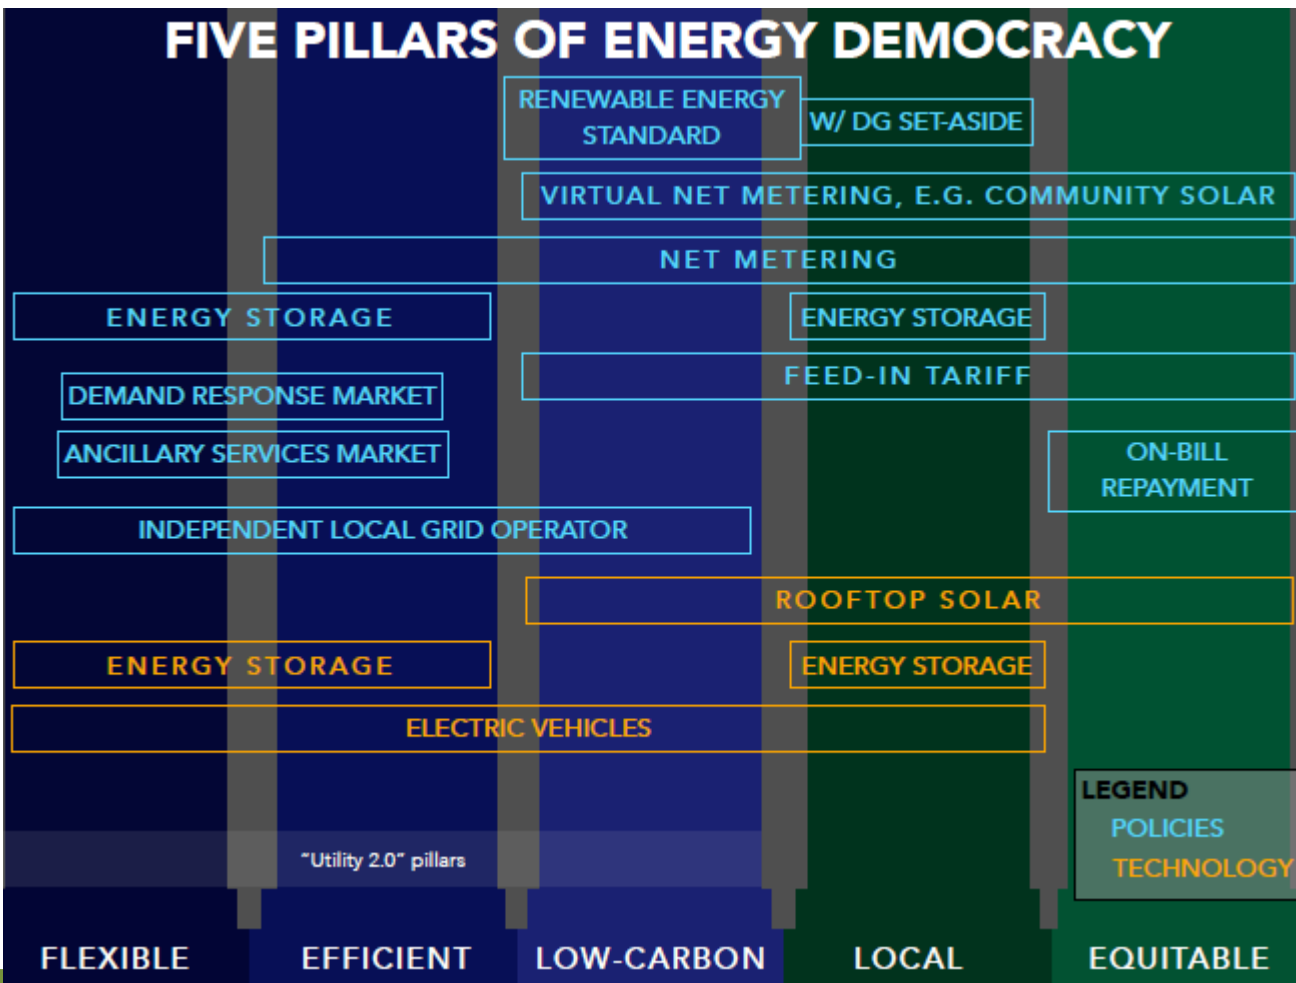 FIVE PILLARS OF ENERGY DEMOCRACY
RENEWABLE ENERGY
STANDARD
W/ DG SET-ASIDE
VIRTUAL NET METERING, E.G. COMMUNITY SOLAR
NET METERING
ENERGY STORAGE
ENERGY STORAGE
FEED-IN TARIFF
DEMAND RESPONSE MARKET
ANCILLARY SERVICES MARKET
ON-BILL
REPAYMENT
INDEPENDENT LOCAL GRID OPERATOR
ROOFTOP SOLAR
ENERGY STORAGE
ENERGY STORAGE
ELECTRIC VEHICLES
LEGEND
POLICIES
TECHNOLOGY
"Utility 2.0" pillars
FLEXIBLE
EFFICIENT
LOW-CARBON
LOCAL
EQUITABLE